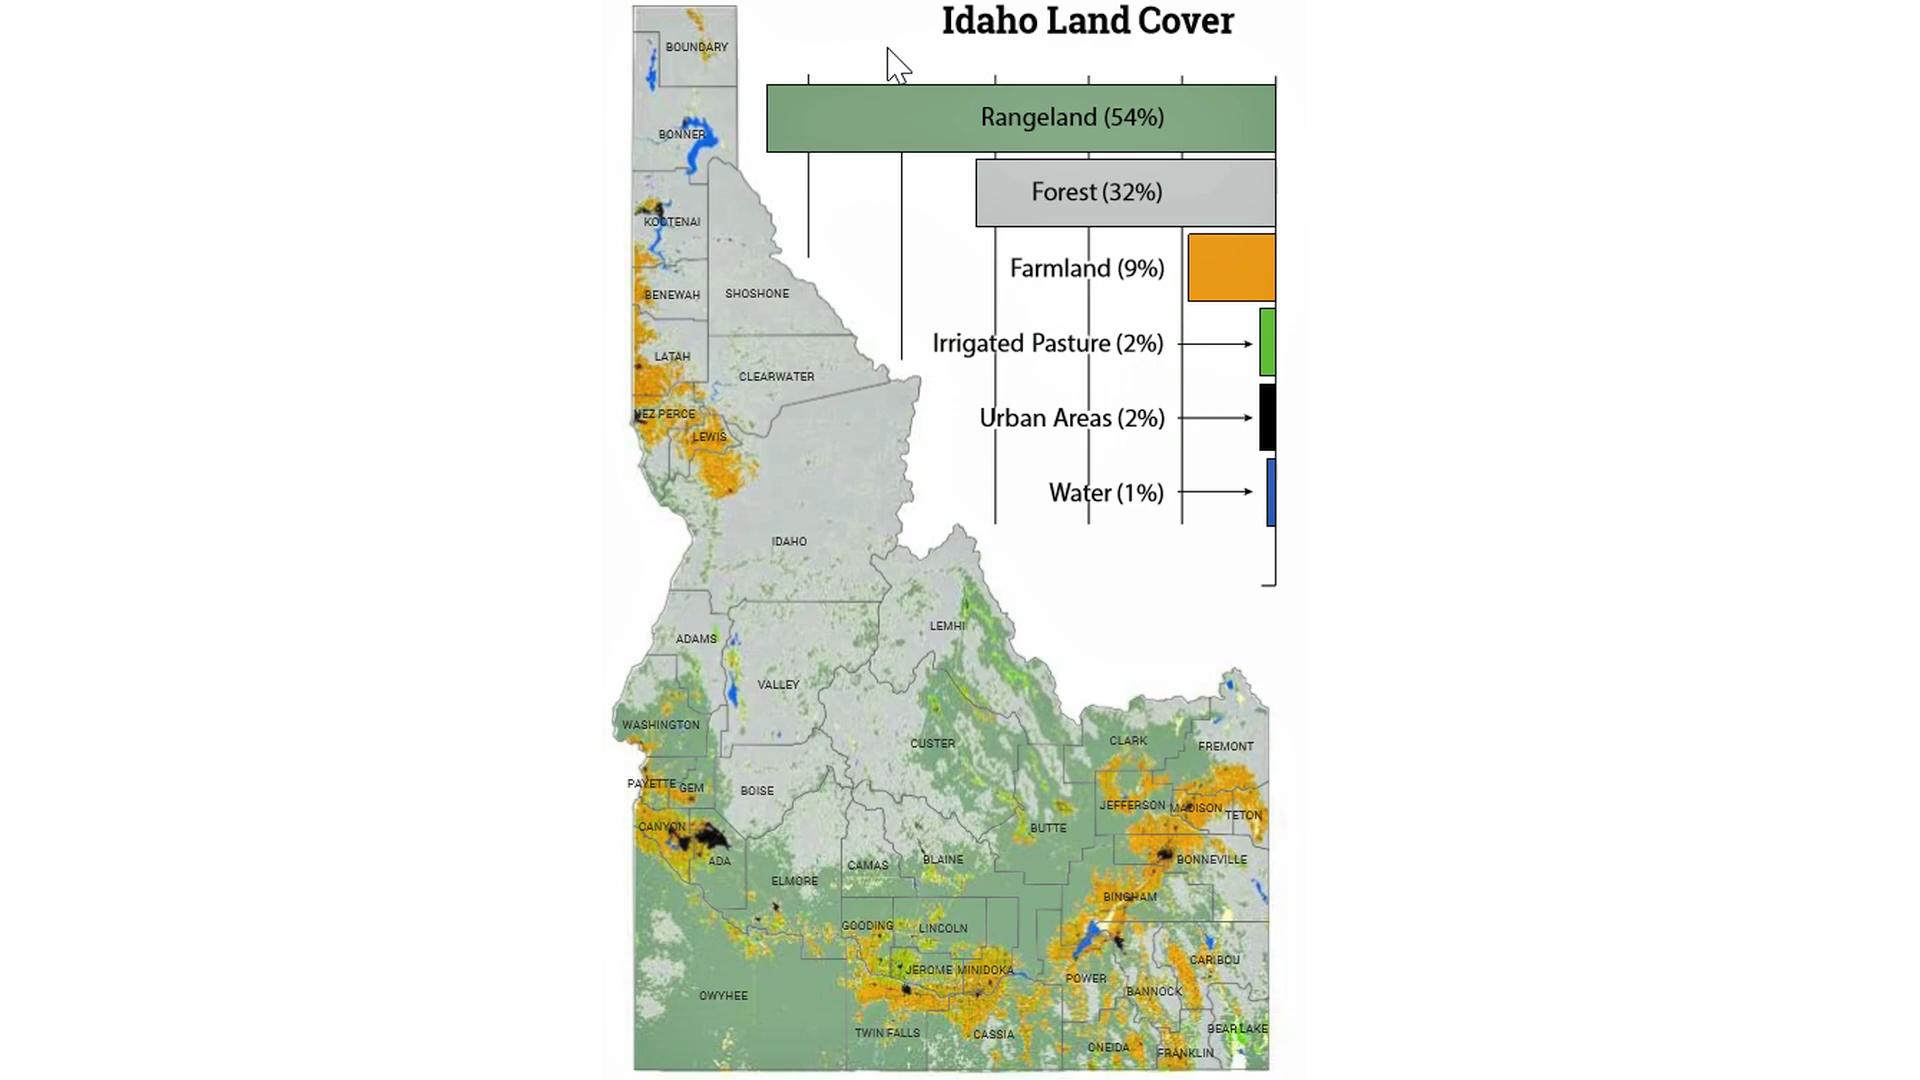 Idaho Land Cover
Rangeland (54%)
Forest (32%)
Farmland (9%)
Irrigated Pasture (2%)
Urban Areas (2%)
Water (1%)
BOUNDARY
BONNER
KOOTENAI
BENEWAH
SHOSHONE
LATAH
CLEARWATER
NEZ PERCE
LEWIS
IDAHO
LEMHI
ADAMS
VALLEY
WASHINGTON
CUSTER
CLARK
FREMONT
PAYETTE
GEM
BOISE
JEFFERSON
MADISON
TETON
CANYON
BUTTE
ADA
CAMAS
BLAINE
BONNEVILLE
ELMORE
BINGHAM
GOODING
LINCOLN
JEROME
MINIDOKA
CARIBOU
POWER
BANNOCK
OWYHEE
TWIN FALLS
CASSIA
BEAR LAKE
ONEIDA
FRANKLIN